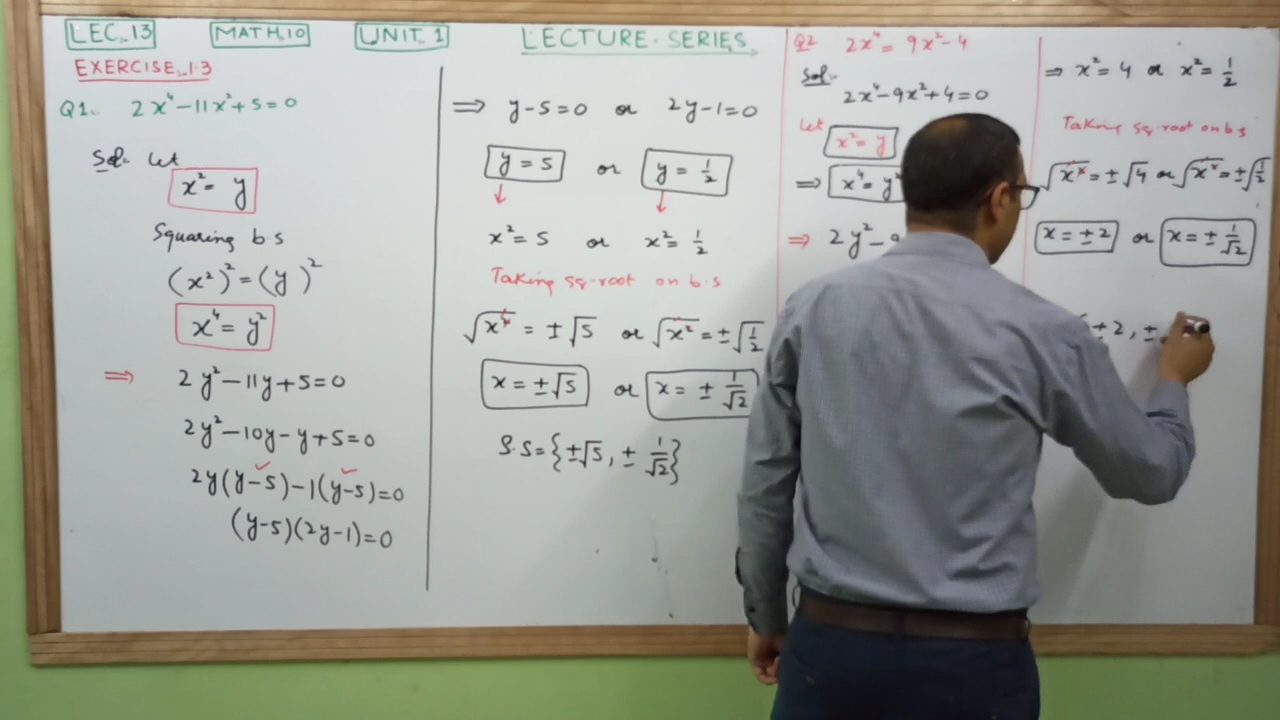 LEC.13 MATH.10 UNIT.1 LECTURE SERIES.
EXERCISE.1.3
Q1. 2x⁴-11x²+5=0
Sol: Let
x²= y
Squaring b.s
(x²)²=(y)²
x⁴= y²
⇒ 2y²-11y+5=0
2y²-10y-y+5=0
2y(y-5)-1(y-5)=0
(y-5)(2y-1)=0
⇒ y-5=0 or 2y-1=0
y=5 or y=1/2
x²=5 or x²=1/2
Taking sq-root on b.s
√x²=±√5 or √x²=±√1/2
x=±√5 or x=±1/√2
S.S={±√5, ±1/√2}
Q2 2x⁴= 9x²-4
Sol:
2x⁴-9x²+4=0
Let
x²= y
⇒ x⁴=y²
⇒ 2y²-9
⇒ x²=4 or x²=1/2
Taking sq root on b.s
√x²=±√4 or √x²=±√1/2
x=±2 or x=±1/√2
±2, ±